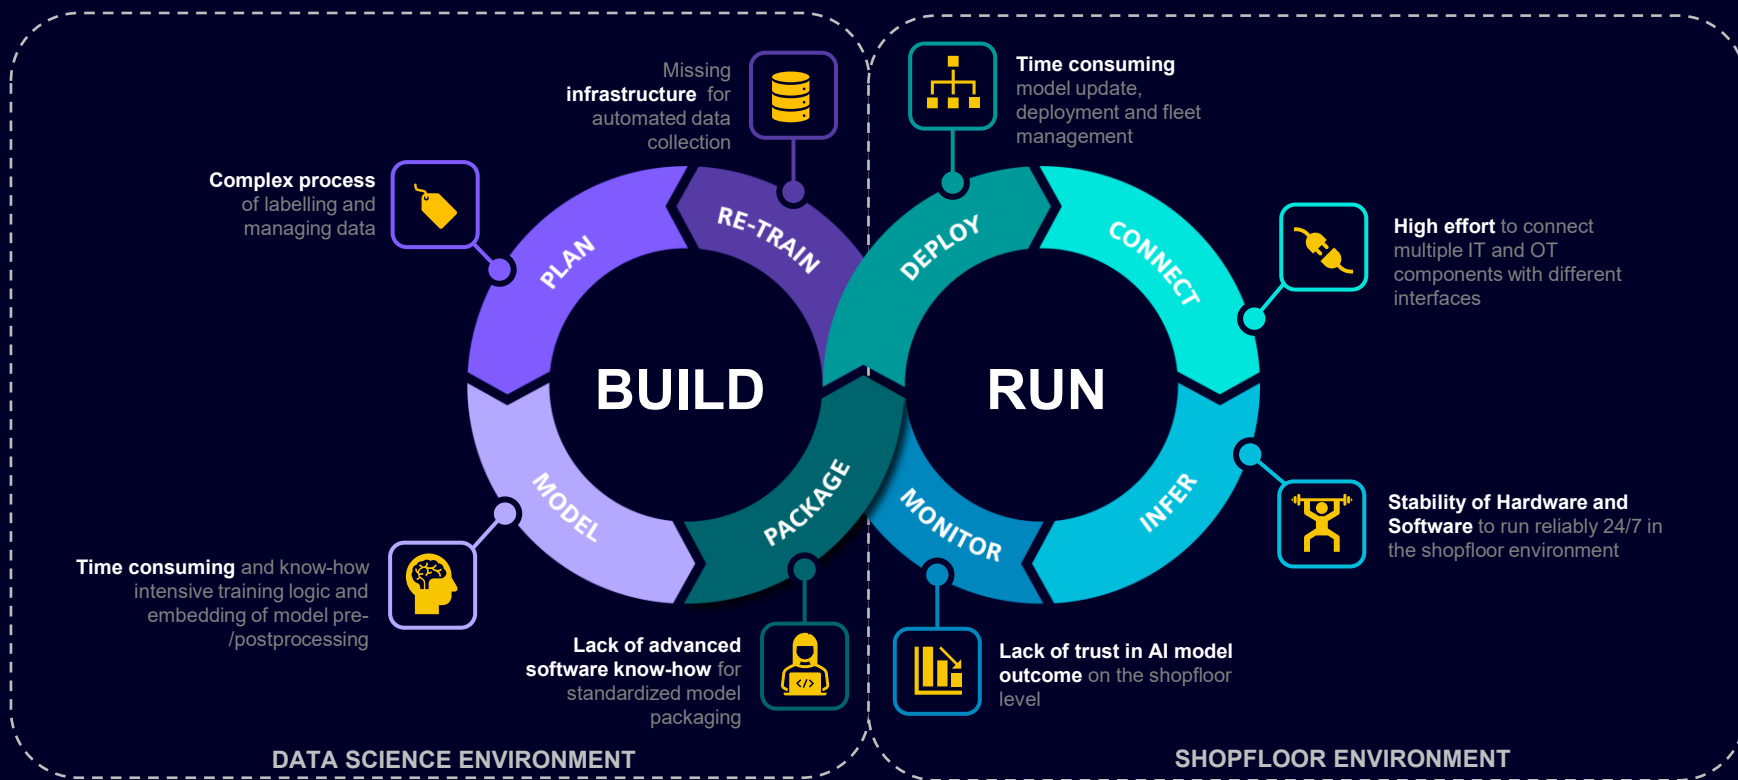 Missing
infrastructure for
automated data
collection
Time consuming
model update,
deployment and fleet
management
Complex process
of labelling and
managing data
High effort to connect
multiple IT and OT
components with different
interfaces
PLAN
RE-TRAIN
DEPLOY
CONNECT
BUILD
RUN
MODEL
PACKAGE
MONITOR
INFER
Time consuming and know-how
intensive training logic and
embedding of model pre-
/postprocessing
Stability of Hardware and
Software to run reliably 24/7 in
the shopfloor environment
Lack of advanced
software know-how for
standardized model
packaging
</>
Lack of trust in AI model
outcome on the shopfloor
level
DATA SCIENCE ENVIRONMENT
SHOPFLOOR ENVIRONMENT